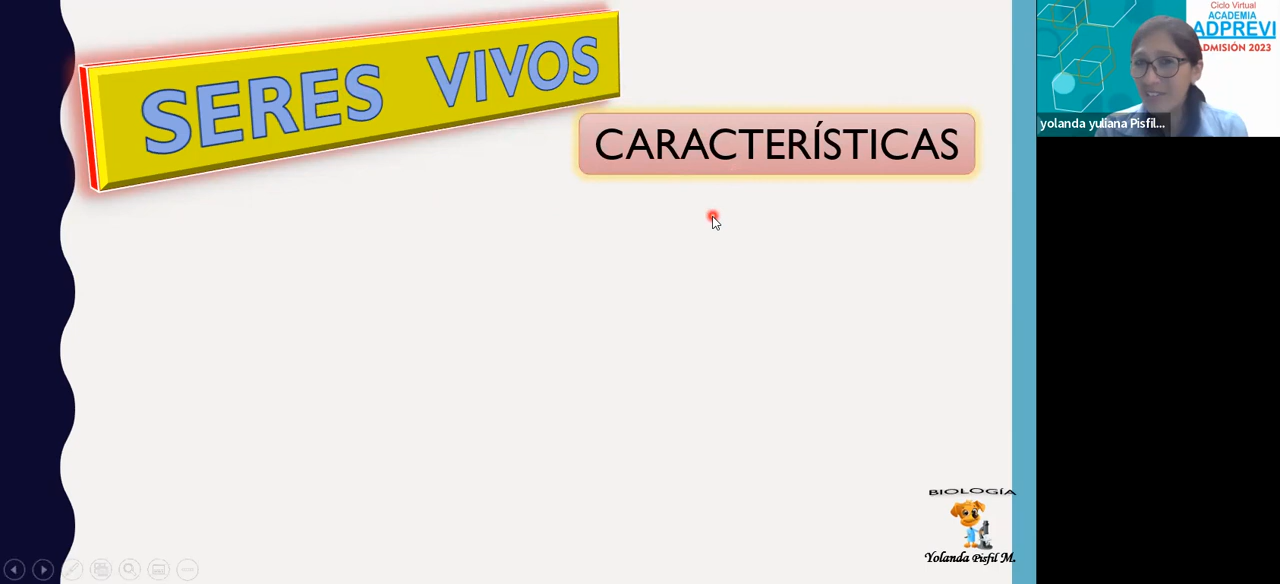 SERES VIVOS
CARACTERÍSTICAS
Ciclo Virtual
ACADEMIA
ADPREVI
ADMISIÓN 2023
yolanda yuliana Pisfil...
BIOLOGÍA
Yolanda Pisfil M.